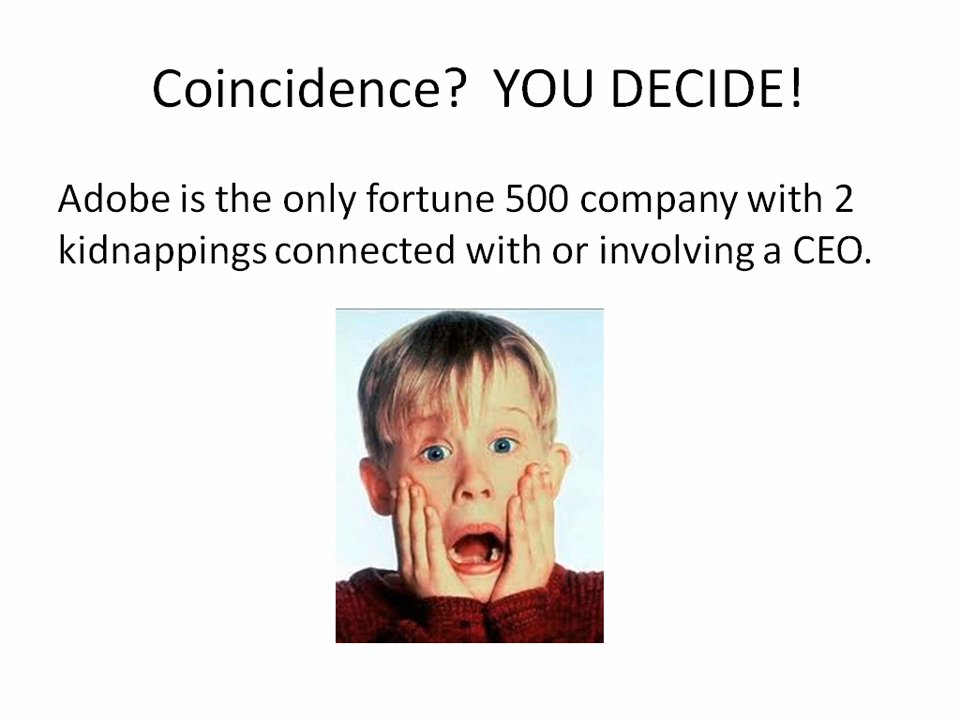 Coincidence?  YOU DECIDE!
Adobe is the only fortune 500 company with 2
kidnappings connected with or involving a CEO.